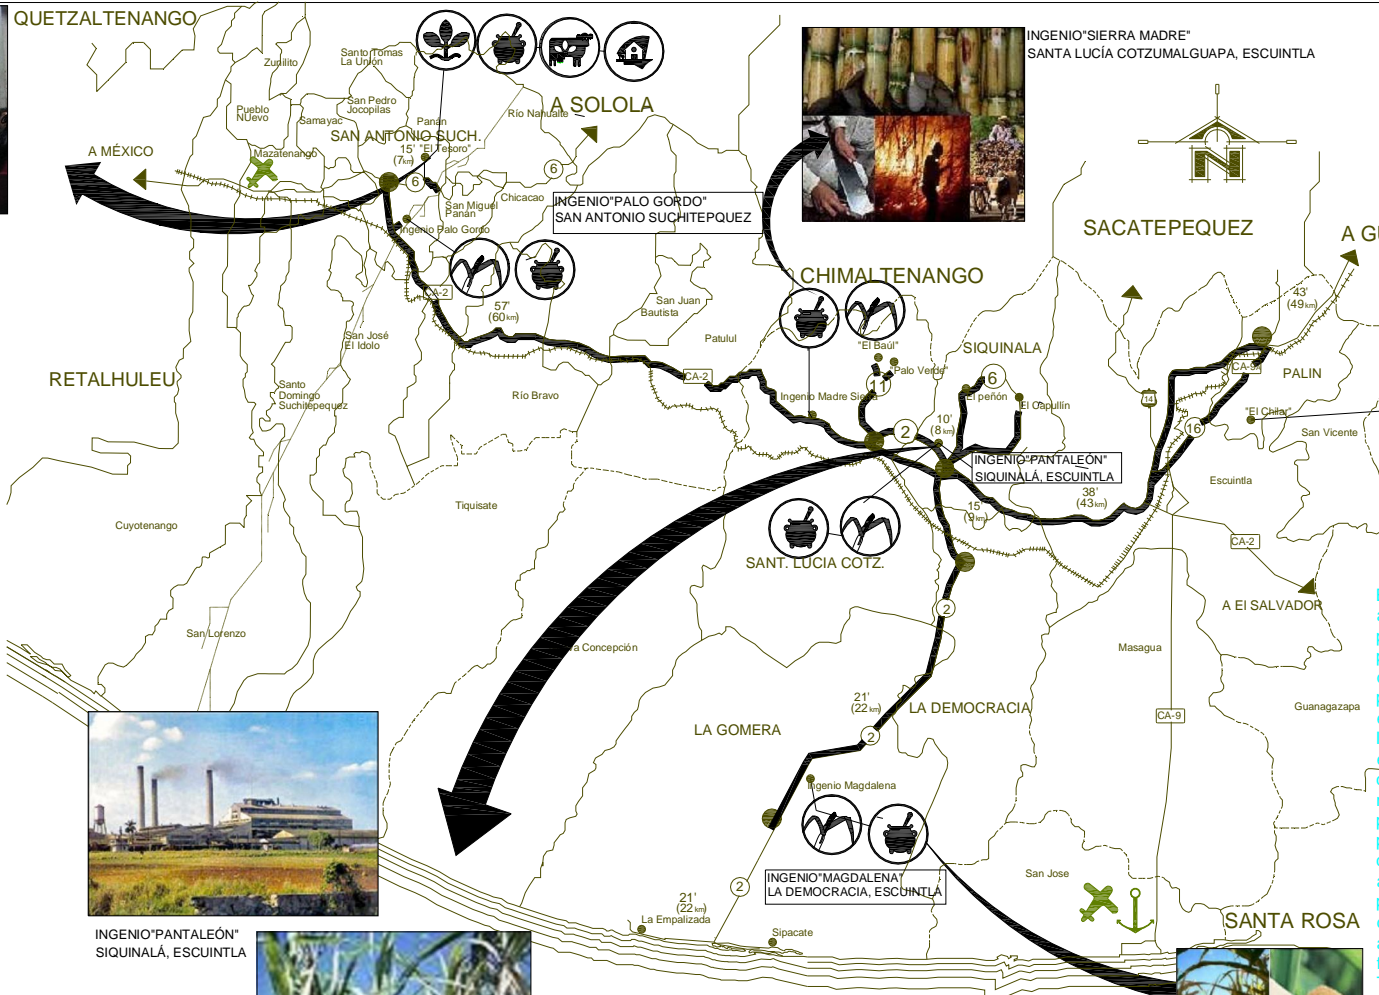 QUETZALTENANGO
INGENIO"SIERRA MADRE"
SANTA LUCÍA COTZUMALGUAPA, ESCUINTLA
Santo Tomas
La Unión
Zunilito
San Pedro
Jocopilas
Pueblo
NUevo
Samayac
Panán
Río Nahualte
A SOLOLA
SAN ANTONIO SUCH.
15' "El Tesoro"
(7km)
A MÉXICO
Mazatenango
6
6
San Miguel
Panán
Chicacao
INGENIO"PALO GORDO"
SAN ANTONIO SUCHITEPQUEZ
Ingenio Palo Gordo
N
SACATEPEQUEZ
CHIMALTENANGO
CA-2
57'
(60km)
San Juan
Bautista
43'
(49km)
San José
El Idolo
Patulul
"El Baúl"
SIQUINALA
"Palo Verde"
RETALHULEU
CA-2
CA-9A
PALIN
11
6
Santo
Domingo
Suchitepequez
Río Bravo
Ingenio Madre Sierra
El peñón
El Capullín
14
"El Chilar"
10'
(8km)
2
16
San Vicente
INGENIO"PANTALEÓN"
SIQUINALÁ, ESCUINTLA
Escuintla
Tiquisate
38'
(43km)
15'
(9km)
Cuyotenango
CA-2
SANT. LUCIA COTZ.
A El SALVADOR
2
San Lorenzo
Concepción
Masagua
21'
(22km)
LA DEMOCRACIA
Guanagazapa
CA-9
LA GOMERA
2
Ingenio Magdalena
INGENIO"MAGDALENA"
LA DEMOCRACIA, ESCUINTLA
San Jose
2
21'
(22km)
La Empalizada
Sipacate
SANTA ROSA
INGENIO"PANTALEÓN"
SIQUINALÁ, ESCUINTLA